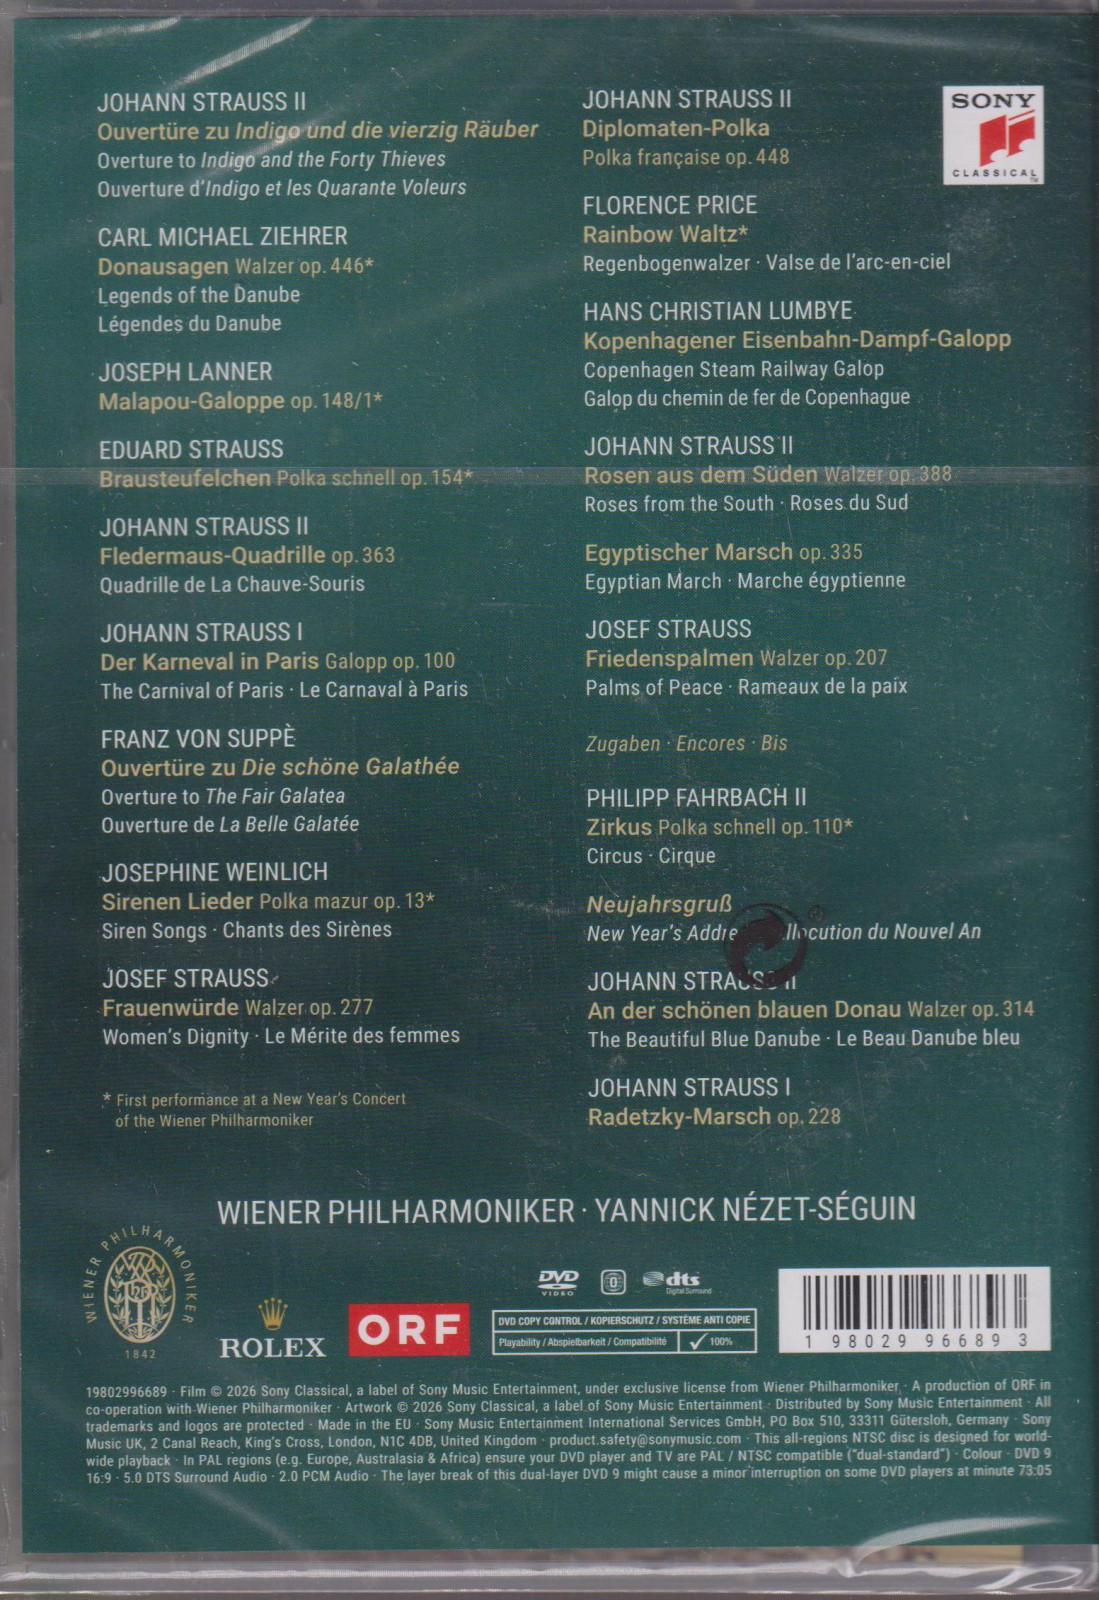 JOHANN STRAUSS II
Ouvertüre zu Indigo und die vierzig Räuber
Overture to Indigo and the Forty Thieves
Ouverture d'Indigo et les Quarante Voleurs
CARL MICHAEL ZIEHRER
Donausagen Walzer op. 446*
Legends of the Danube
Légendes du Danube
JOSEPH LANNER
Malapou-Galoppe op. 148/1*
EDUARD STRAUSS
Brausteufelchen Polka schnell op. 154*
JOHANN STRAUSS II
Fledermaus-Quadrille op. 363
Quadrille de La Chauve-Souris
JOHANN STRAUSS I
Der Karneval in Paris Galopp op. 100
The Carnival of Paris · Le Carnaval à Paris
FRANZ VON SUPPÈ
Ouvertüre zu Die schöne Galathée
Overture to The Fair Galatea
Ouverture de La Belle Galatée
JOSEPHINE WEINLICH
Sirenen Lieder Polka mazur op. 13*
Siren Songs · Chants des Sirènes
JOSEF STRAUSS
Frauenwürde Walzer op. 277
Women's Dignity · Le Mérite des femmes
* First performance at a New Year's Concert
of the Wiener Philharmoniker
JOHANN STRAUSS II
Diplomaten-Polka
Polka française op. 448
FLORENCE PRICE
Rainbow Waltz*
Regenbogenwalzer · Valse de l'arc-en-ciel
HANS CHRISTIAN LUMBYE
Kopenhagener Eisenbahn-Dampf-Galopp
Copenhagen Steam Railway Galop
Galop du chemin de fer de Copenhague
JOHANN STRAUSS II
Rosen aus dem Süden Walzer op. 388
Roses from the South · Roses du Sud
Egyptischer Marsch op. 335
Egyptian March · Marche égyptienne
JOSEF STRAUSS
Friedenspalmen Walzer op. 207
Palms of Peace · Rameaux de la paix
Zugaben · Encores · Bis
PHILIPP FAHRBACH II
Zirkus Polka schnell op. 110*
Circus · Cirque
Neujahrsgruß
New Year's du Nouvel An
JOHANN STRAUSS II
An der schönen blauen Donau Walzer op. 314
The Beautiful Blue Danube · Le Beau Danube bleu
JOHANN STRAUSS I
Radetzky-Marsch op. 228
SONY
CLASSICAL
WIENER PHILHARMONIKER · YANNICK NÉZET-SÉGUIN
WIENER PHILHARMONIKER
1842
ROLEX
ORF
DVD
VIDEO
0
dts
Digital Surround
DVD COPY CONTROL / KOPIERSCHUTZ / SYSTÈME ANTI COPIE
Playability / Abspielbarkeit / Compatibilité 100%
1 98029 96689 3
19802996689 · Film © 2026 Sony Classical, a label of Sony Music Entertainment, under exclusive license from Wiener Philharmoniker · A production of ORF in
co-operation with Wiener Philharmoniker · Artwork © 2026 Sony Classical, a label of Sony Music Entertainment · Distributed by Sony Music Entertainment · All
trademarks and logos are protected · Made in the EU · Sony Music Entertainment International Services GmbH, PO Box 510, 33311 Gütersloh, Germany · Sony
Music UK, 2 Canal Reach, King's Cross, London, N1C 4DB, United Kingdom · product.safety@sonymusic.com · This all-regions NTSC disc is designed for world-
wide playback · In PAL regions (e.g. Europe, Australasia & Africa) ensure your DVD player and TV are PAL / NTSC compatible ("dual-standard") · Colour · DVD 9
16:9 · 5.0 DTS Surround Audio · 2.0 PCM Audio · The layer break of this dual-layer DVD 9 might cause a minor interruption on some DVD players at minute 73:05